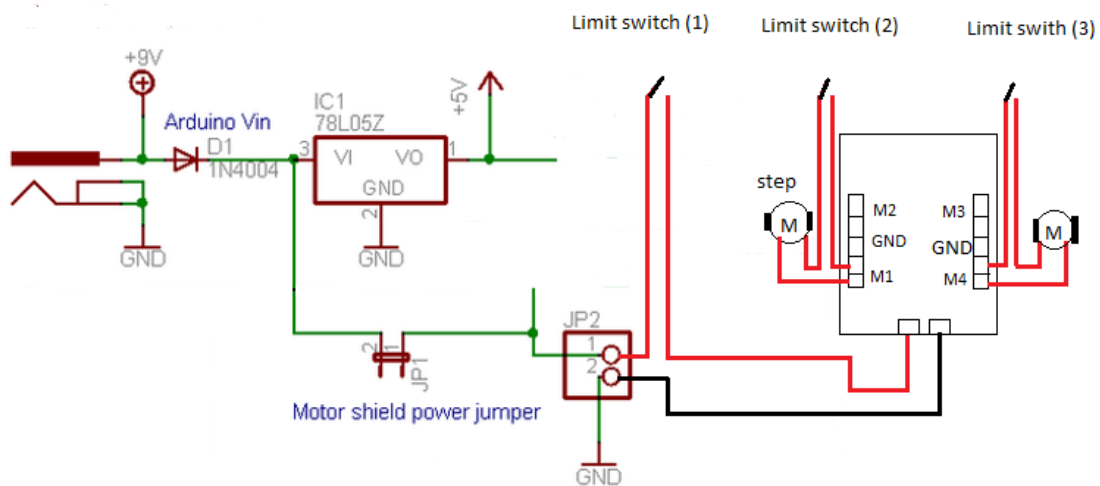 Limit switch (1)
Limit switch (2)
Limit swith (3)
+9V
Arduino Vin
D1
1N4004
IC1
78L05Z
3
VI
VO
1
GND
2
+5V
GND
GND
2
1
JP1
Motor shield power jumper
JP2
1
2
GND
step
M
M2
GND
M1
M3
GND
M4
M